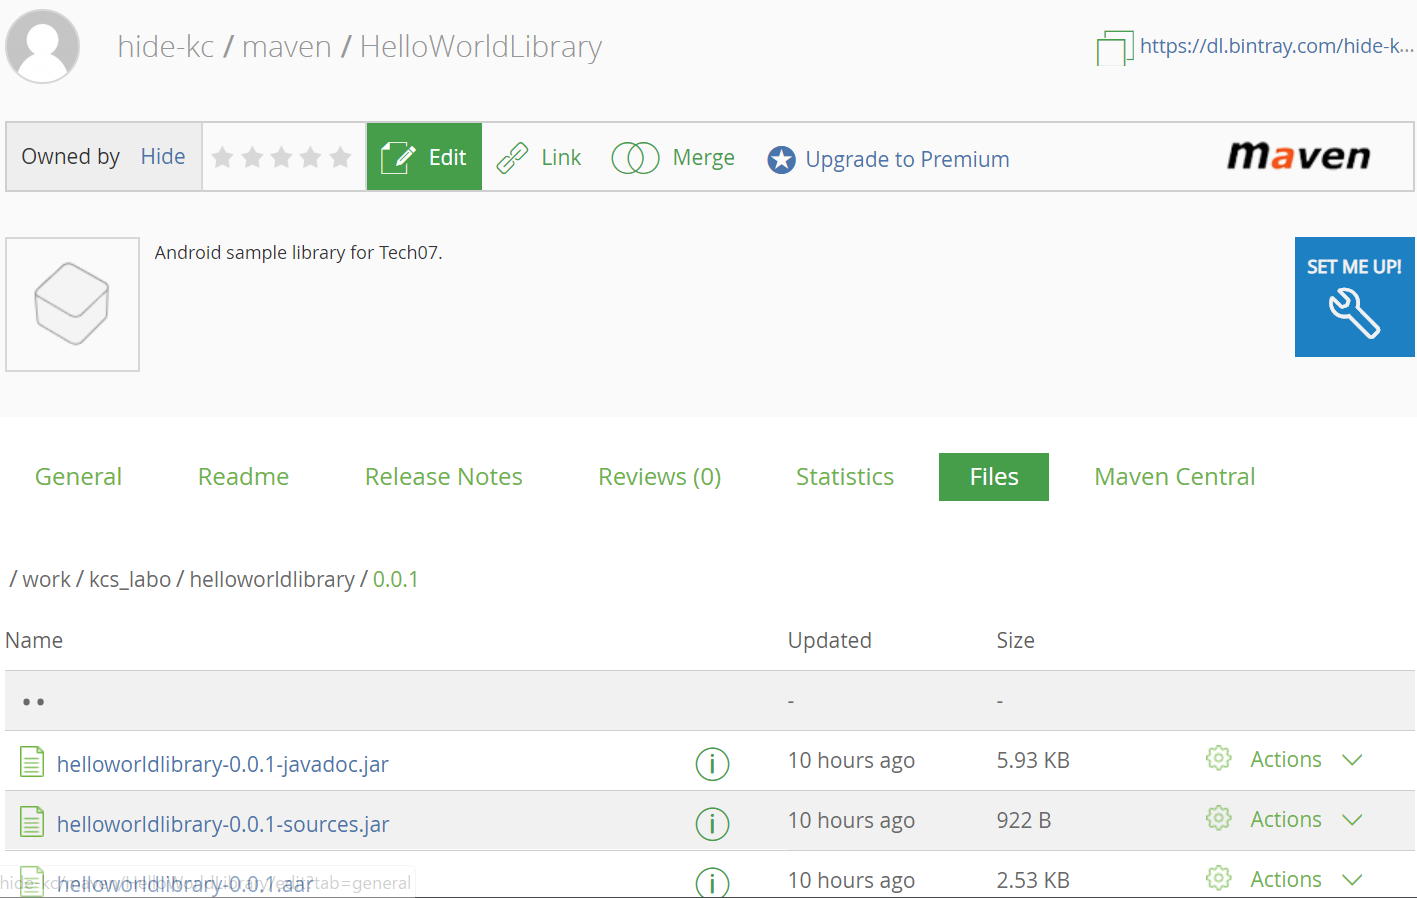 hide-kc / maven / HelloWorldLibrary
https://dl.bintray.com/hide-k...
Owned by Hide Edit Link Merge Upgrade to Premium maven
Android sample library for Tech07.
SET ME UP!
General Readme Release Notes Reviews (0) Statistics Files Maven Central
/ work / kcs_labo / helloworldlibrary / 0.0.1
Name Updated Size
.. - -
helloworldlibrary-0.0.1-javadoc.jar i 10 hours ago 5.93 KB Actions
helloworldlibrary-0.0.1-sources.jar i 10 hours ago 922 B Actions
helloworldlibrary-0.0.1.aar i 10 hours ago 2.53 KB Actions
hide-kc/maven/HelloWorldLibrary/edit?tab=general